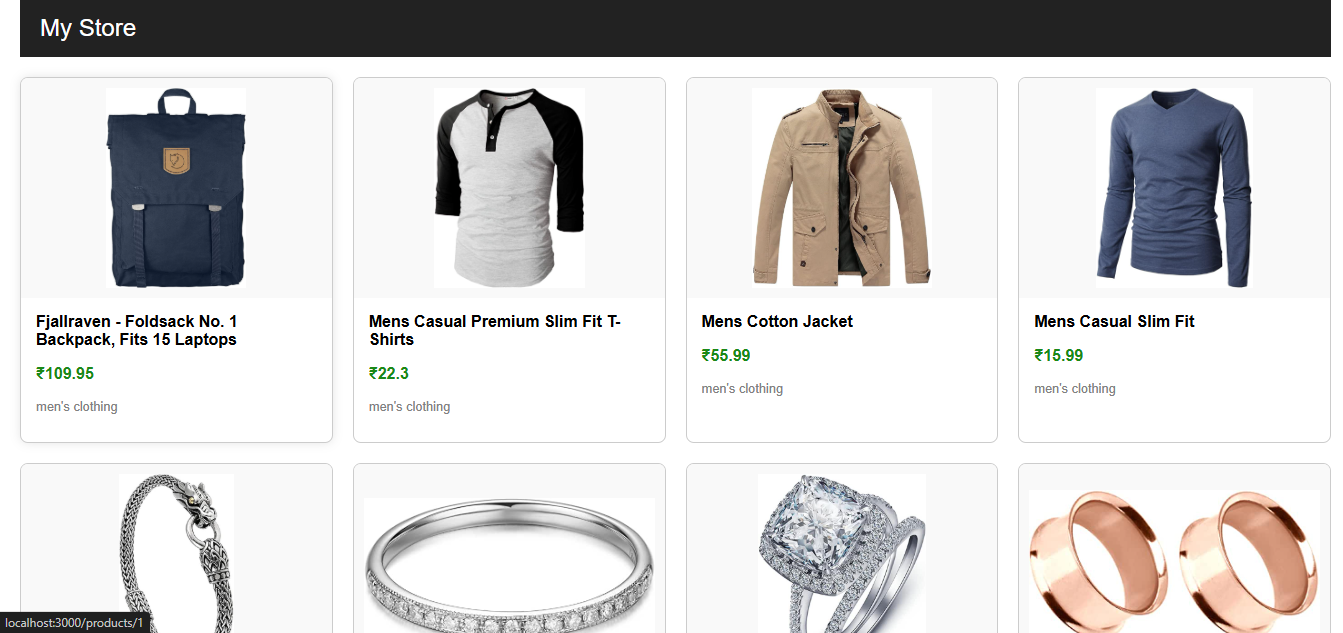 My Store
Fjallraven - Foldsack No. 1
Backpack, Fits 15 Laptops
₹109.95
men's clothing
Mens Casual Premium Slim Fit T-
Shirts
₹22.3
men's clothing
Mens Cotton Jacket
₹55.99
men's clothing
Mens Casual Slim Fit
₹15.99
men's clothing
localhost:3000/products/1